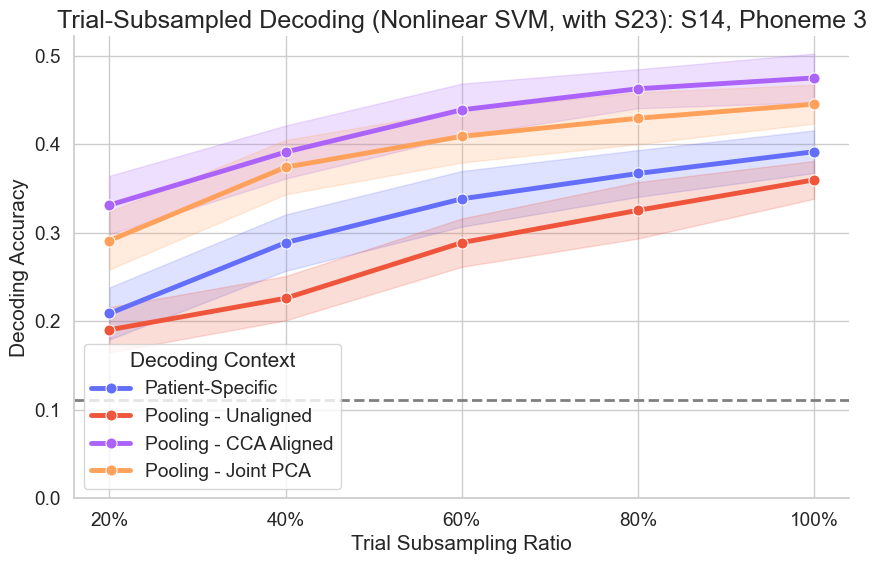 Trial-Subsampled Decoding (Nonlinear SVM, with S23): S14, Phoneme 3
Decoding Accuracy
0.5
0.4
0.3
0.2
0.1
0.0
Decoding Context
Patient-Specific
Pooling - Unaligned
Pooling - CCA Aligned
Pooling - Joint PCA
20% 40% 60% 80% 100%
Trial Subsampling Ratio